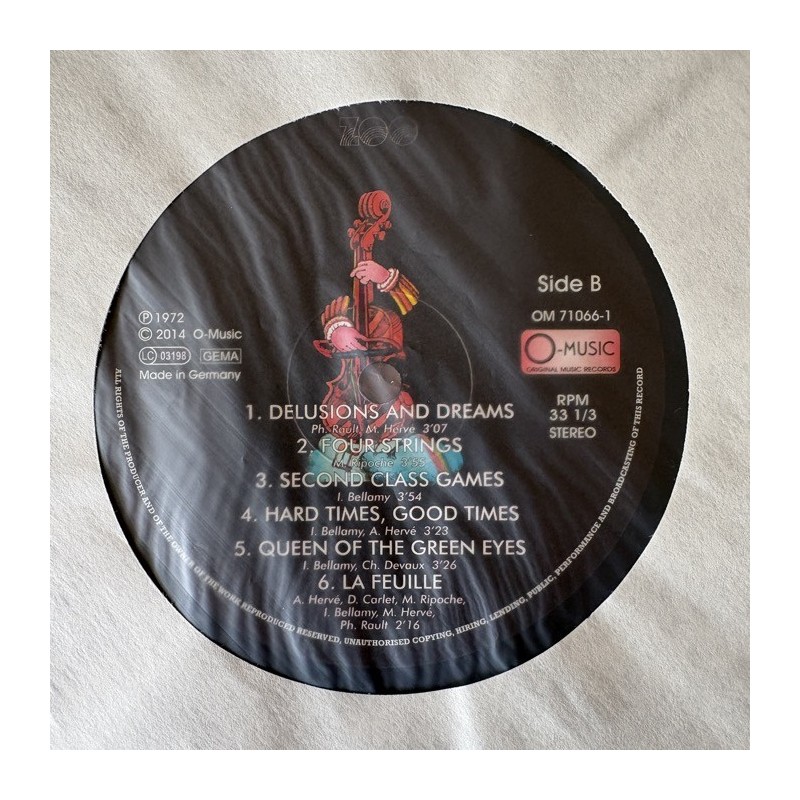 ZOO
Side B
OM 71066-1
O-MUSIC
ORIGINAL MUSIC RECORDS
RPM
33 1/3
STEREO
Ⓟ 1972
© 2014 O-Music
LC 03198 GEMA
Made in Germany
1. DELUSIONS AND DREAMS
Ph. Rault, M. Hervé 3'07
2. FOUR STRINGS
M. Ripoche 3'55
3. SECOND CLASS GAMES
I. Bellamy 3'54
4. HARD TIMES, GOOD TIMES
I. Bellamy, A. Hervé 3'23
5. QUEEN OF THE GREEN EYES
I. Bellamy, Ch. Devaux 3'26
6. LA FEUILLE
A. Hervé, D. Carlet, M. Ripoche,
I. Bellamy, M. Hervé,
Ph. Rault 2'16
ALL RIGHTS OF THE PRODUCER AND OF THE OWNER OF THE WORK REPRODUCED RESERVED, UNAUTHORISED COPYING, HIRING, LENDING, PUBLIC, PERFORMANCE AND BROADCASTING OF THIS RECORD